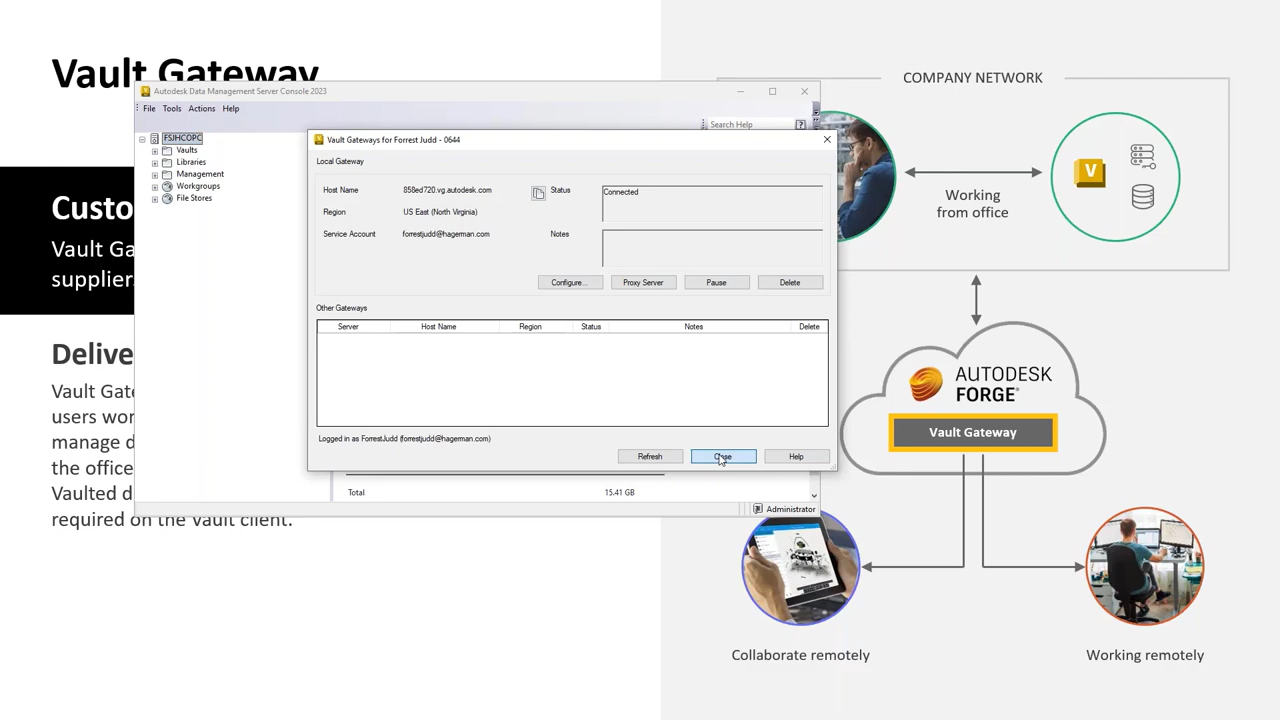 Vault Gateway
Autodesk Data Management Server Console 2023
File Tools Actions Help
Search Help
FSJHCOPC
Vaults
Libraries
Management
Workgroups
File Stores
Vault Gateways for Forrest Judd - 0644
Local Gateway
Host Name 858ed720.vg.autodesk.com Status Connected
Region US East (North Virginia)
Service Account forrestjudd@hagerman.com Notes
Configure... Proxy Server Pause Delete
Other Gateways
Server Host Name Region Status Notes Delete
Logged in as ForrestJudd (forrestjudd@hagerman.com)
Refresh Close Help
Total 15.41 GB
Administrator
Custo
Vault Ga
supplier
Delive
Vault Gate
users wor
manage d
the office
Vaulted d
required on the Vault client.
COMPANY NETWORK
V
Working
from office
AUTODESK
FORGE
Vault Gateway
Collaborate remotely
Working remotely